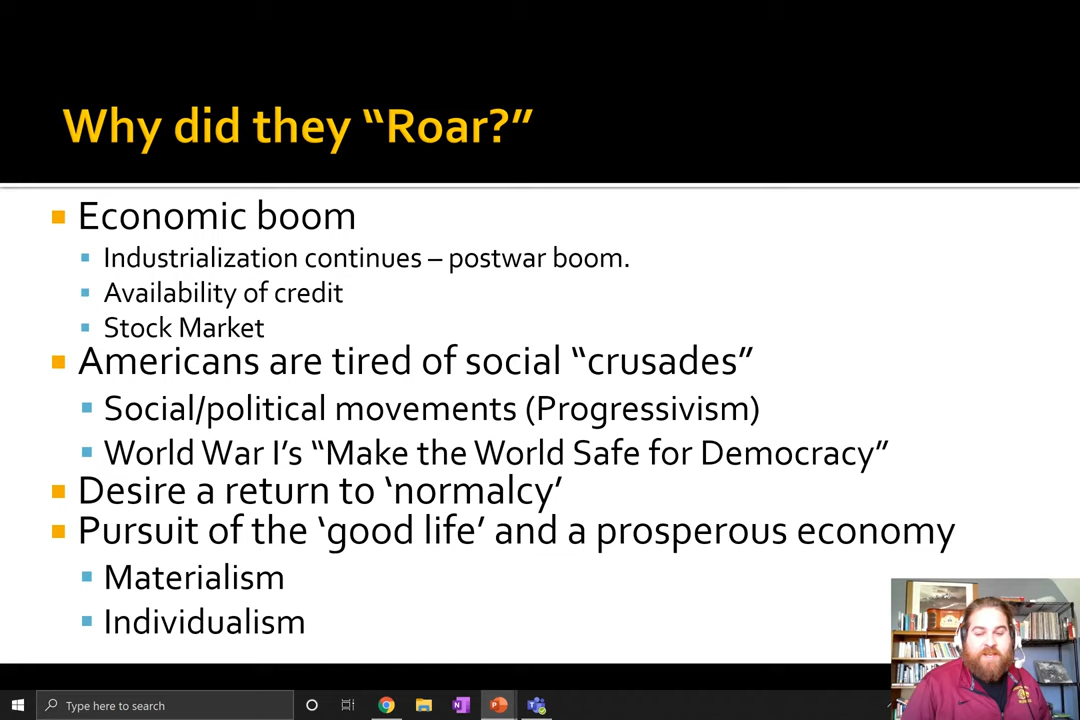 Why did they “Roar?”
Economic boom
Industrialization continues – postwar boom.
Availability of credit
Stock Market
Americans are tired of social “crusades”
Social/political movements (Progressivism)
World War I’s “Make the World Safe for Democracy”
Desire a return to ‘normalcy’
Pursuit of the ‘good life’ and a prosperous economy
Materialism
Individualism
Type here to search